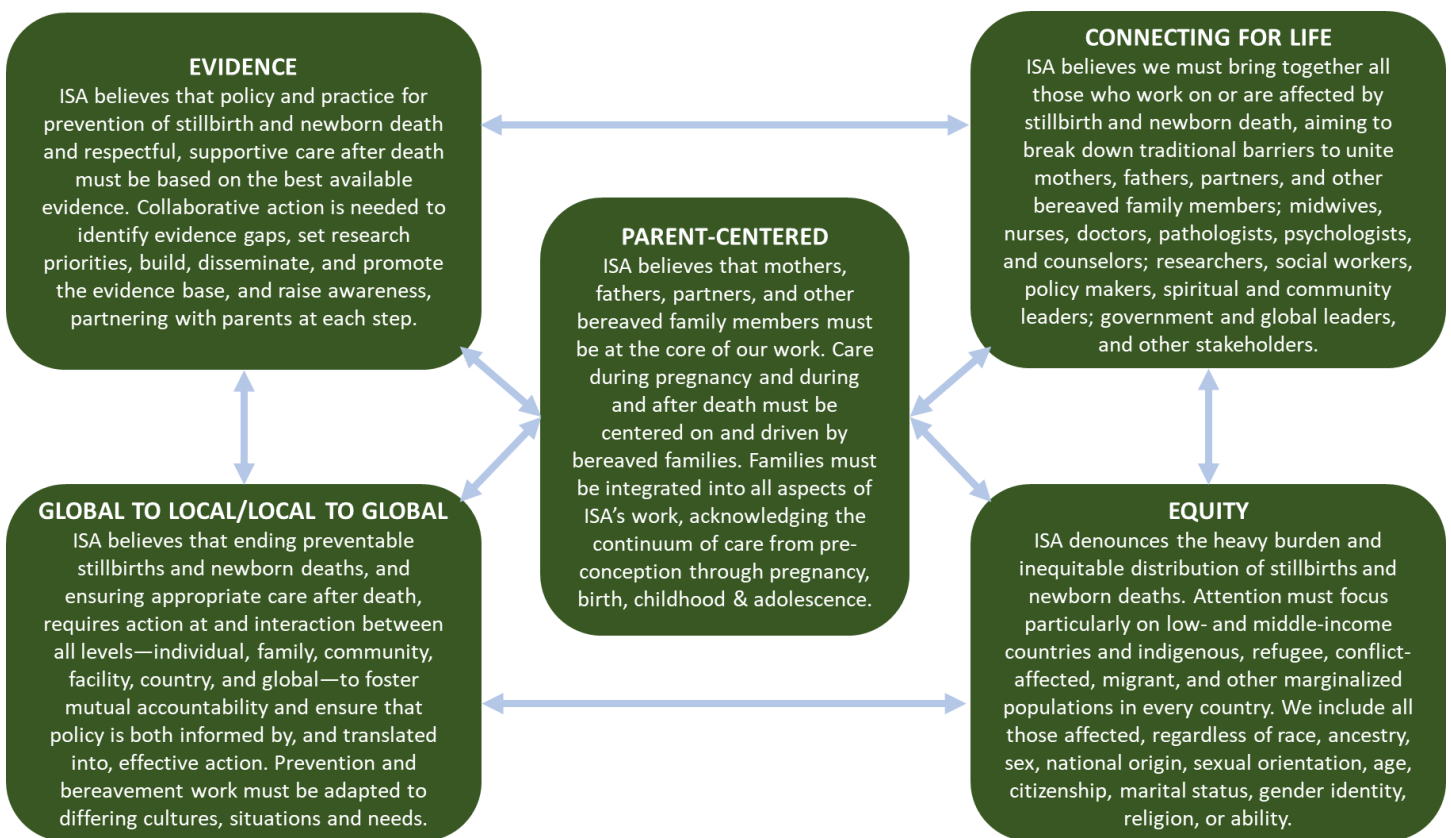 EVIDENCE
ISA believes that policy and practice for
prevention of stillbirth and newborn death
and respectful, supportive care after death
must be based on the best available
evidence. Collaborative action is needed to
identify evidence gaps, set research
priorities, build, disseminate, and promote
the evidence base, and raise awareness,
partnering with parents at each step.
CONNECTING FOR LIFE
ISA believes we must bring together all
those who work on or are affected by
stillbirth and newborn death, aiming to
break down traditional barriers to unite
mothers, fathers, partners, and other
bereaved family members; midwives,
nurses, doctors, pathologists, psychologists,
and counselors; researchers, social workers,
policy makers, spiritual and community
leaders; government and global leaders,
and other stakeholders.
PARENT-CENTERED
ISA believes that mothers,
fathers, partners, and other
bereaved family members must
be at the core of our work. Care
during pregnancy and during
and after death must be
centered on and driven by
bereaved families. Families must
be integrated into all aspects of
ISA’s work, acknowledging the
continuum of care from pre-
conception through pregnancy,
birth, childhood & adolescence.
GLOBAL TO LOCAL/LOCAL TO GLOBAL
ISA believes that ending preventable
stillbirths and newborn deaths, and
ensuring appropriate care after death,
requires action at and interaction between
all levels—individual, family, community,
facility, country, and global—to foster
mutual accountability and ensure that
policy is both informed by, and translated
into, effective action. Prevention and
bereavement work must be adapted to
differing cultures, situations and needs.
EQUITY
ISA denounces the heavy burden and
inequitable distribution of stillbirths and
newborn deaths. Attention must focus
particularly on low- and middle-income
countries and indigenous, refugee, conflict-
affected, migrant, and other marginalized
populations in every country. We include all
those affected, regardless of race, ancestry,
sex, national origin, sexual orientation, age,
citizenship, marital status, gender identity,
religion, or ability.